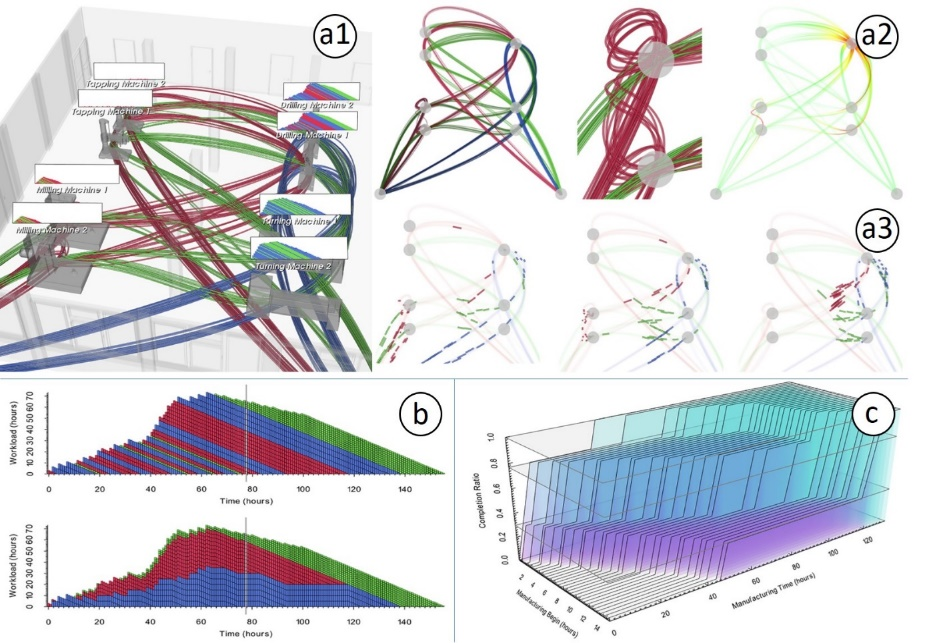 a1
a2
Tapping Machine 2
Tapping Machine 1
Drilling Machine 2
Drilling Machine 1
Milling Machine 1
Milling Machine 2
Turning Machine 1
Turning Machine 2
a3
b
Workload (hours)
0 10 20 30 40 50 60 70
0 20 40 60 80 100 120 140
Time (hours)
Workload (hours)
0 10 20 30 40 50 60 70
0 20 40 60 80 100 120 140
Time (hours)
c
Completion Ratio
0.0 0.2 0.4 0.6 0.8 1.0
Manufacturing Begin (hours)
2 4 6 8 10 12 14
Manufacturing Time (hours)
0 20 40 60 80 100 120